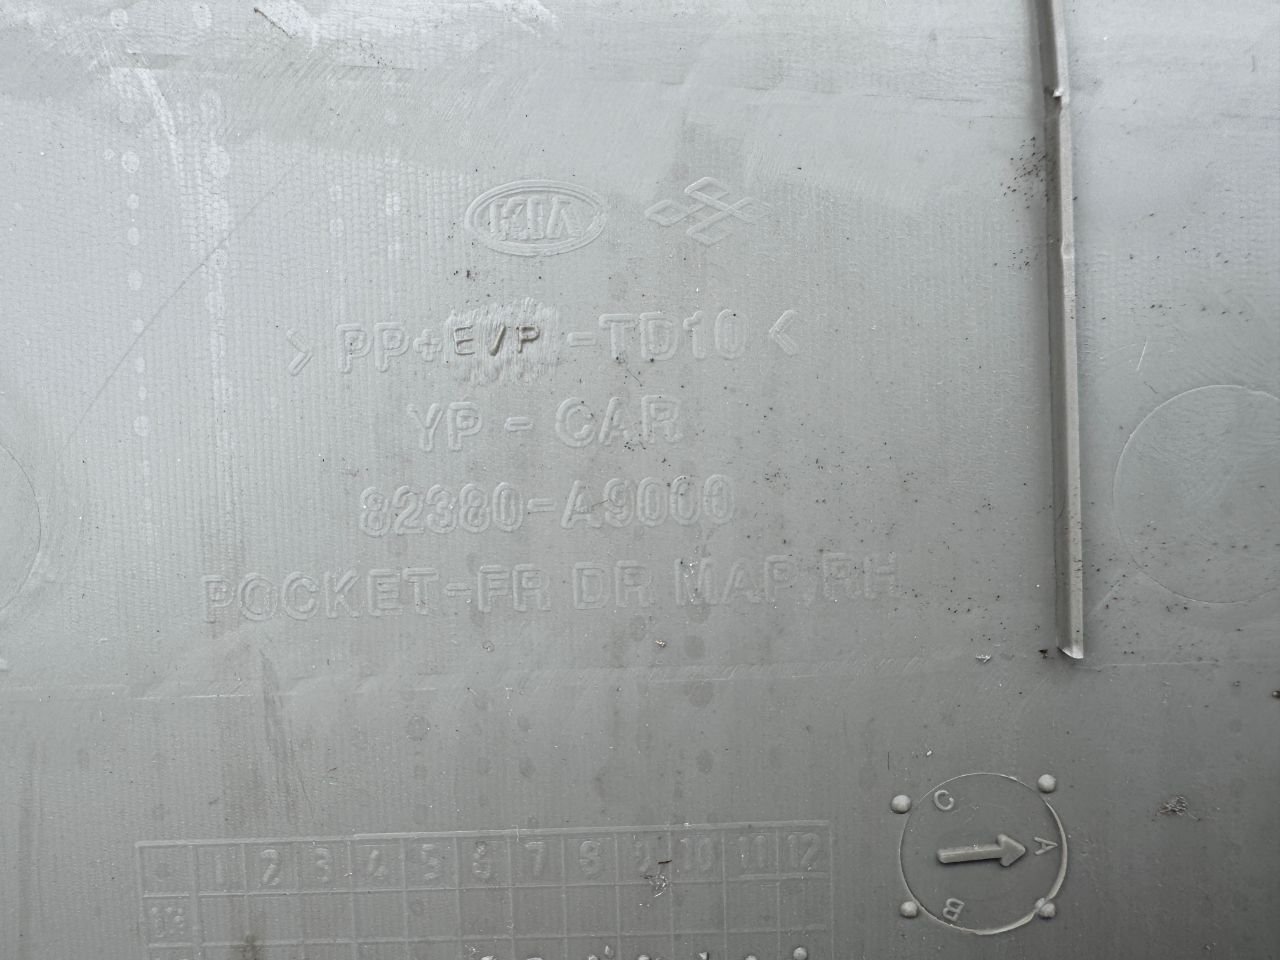 KIA
>PP+E/P-TD10<
YP-CAR
82380-A9000
POCKET-FR DR MAP,RH
1 2 3 4 5 6 7 8 9 10 11 12
13
C
A
B